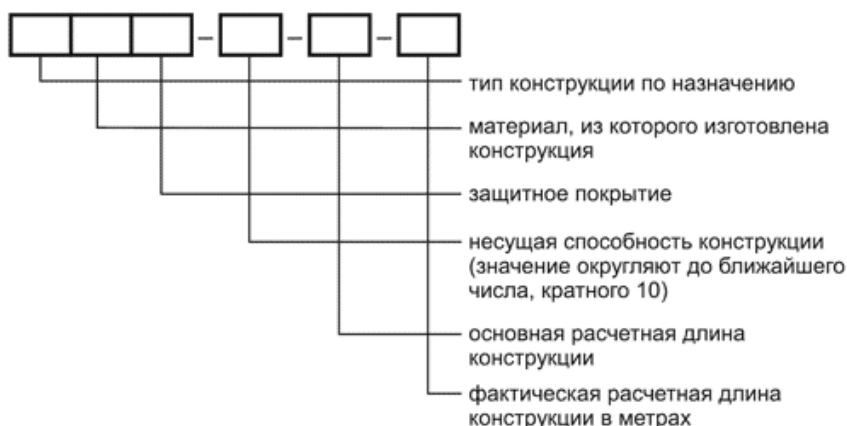 тип конструкции по назначению
материал, из которого изготовлена
конструкция
защитное покрытие
несущая способность конструкции
(значение округляют до ближайшего
числа, кратного 10)
основная расчетная длина
конструкции
фактическая расчетная длина
конструкции в метрах